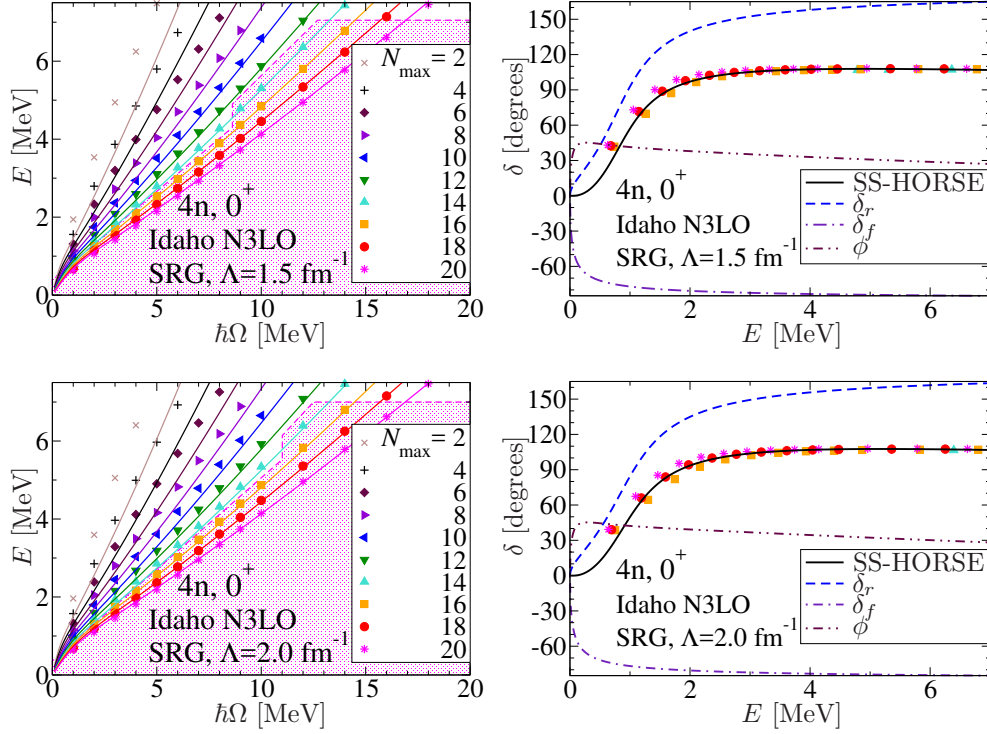 E [MeV]
6
4
2
0
0 5 10 15 20
ħΩ [MeV]
N_max = 2
4
6
8
10
12
14
16
18
20
4n, 0⁺
Idaho N3LO
SRG, Λ=1.5 fm⁻¹
δ [degrees]
150
120
90
60
30
0
-30
-60
0 2 4 6
E [MeV]
4n, 0⁺
Idaho N3LO
SRG, Λ=1.5 fm⁻¹
SS-HORSE
δ_r
δ_f
ϕ
E [MeV]
6
4
2
0
0 5 10 15 20
ħΩ [MeV]
N_max = 2
4
6
8
10
12
14
16
18
20
4n, 0⁺
Idaho N3LO
SRG, Λ=2.0 fm⁻¹
δ [degrees]
150
120
90
60
30
0
-30
-60
0 2 4 6
E [MeV]
4n, 0⁺
Idaho N3LO
SRG, Λ=2.0 fm⁻¹
SS-HORSE
δ_r
δ_f
ϕ